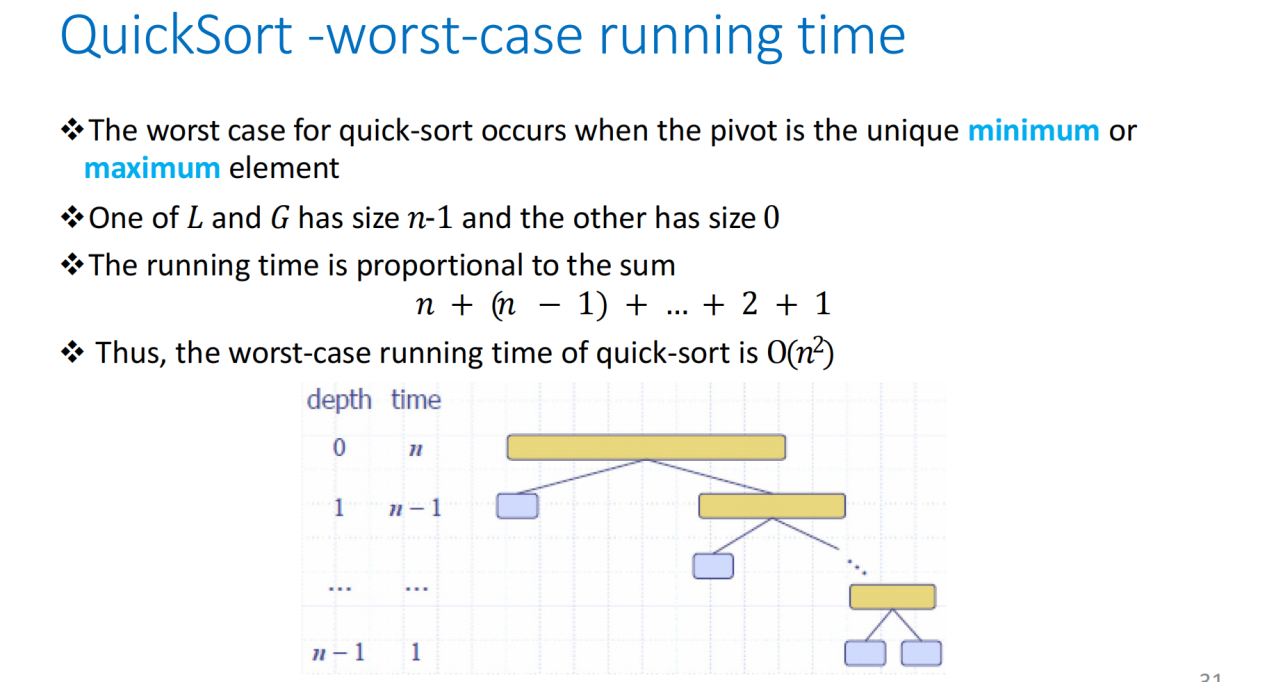 QuickSort -worst-case running time
❖The worst case for quick-sort occurs when the pivot is the unique minimum or
maximum element
❖One of L and G has size n-1 and the other has size 0
❖The running time is proportional to the sum
n + (n − 1) + … + 2 + 1
❖ Thus, the worst-case running time of quick-sort is O(n²)
depth time
0 n
1 n − 1
... ...
n − 1 1
31